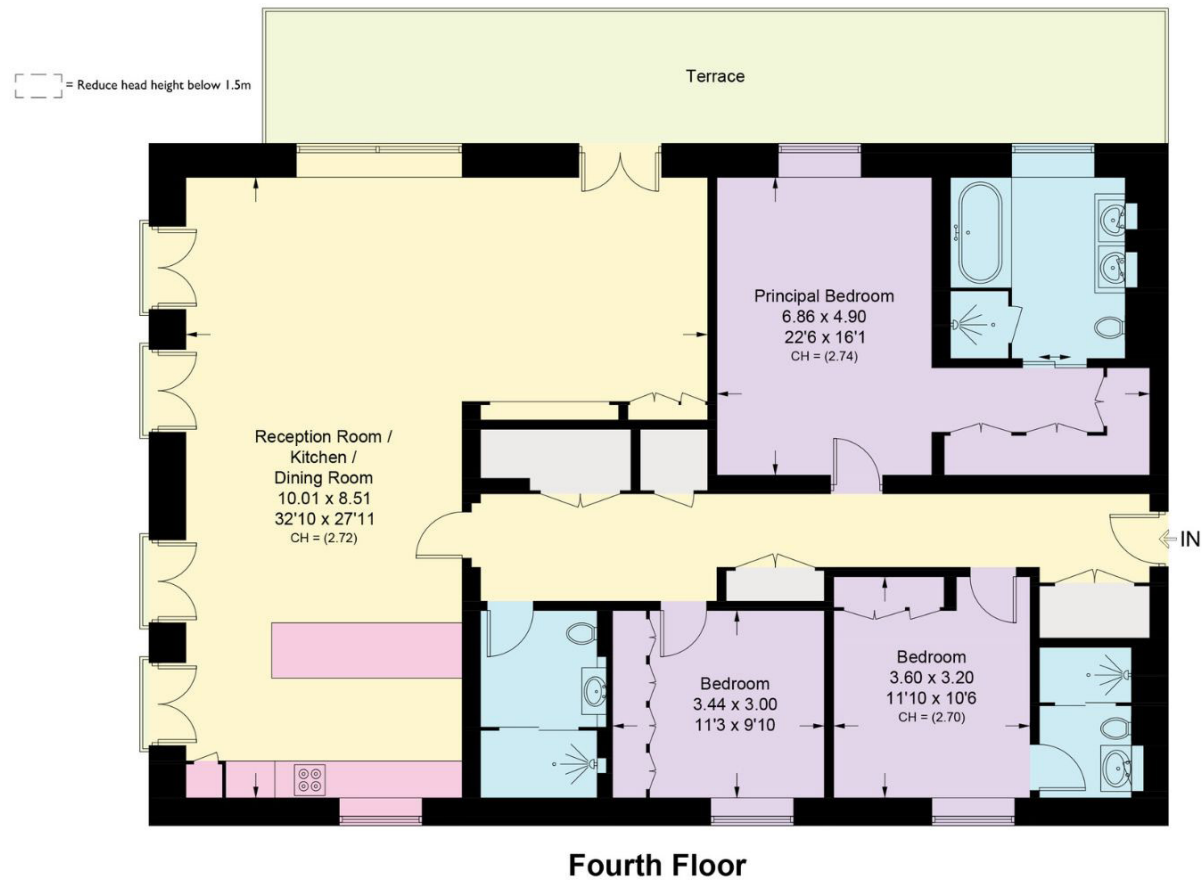 Terrace
= Reduce head height below 1.5m
Principal Bedroom
6.86 x 4.90
22'6 x 16'1
CH = (2.74)
Reception Room /
Kitchen /
Dining Room
10.01 x 8.51
32'10 x 27'11
CH = (2.72)
IN
Bedroom
3.44 x 3.00
11'3 x 9'10
Bedroom
3.60 x 3.20
11'10 x 10'6
CH = (2.70)
Fourth Floor